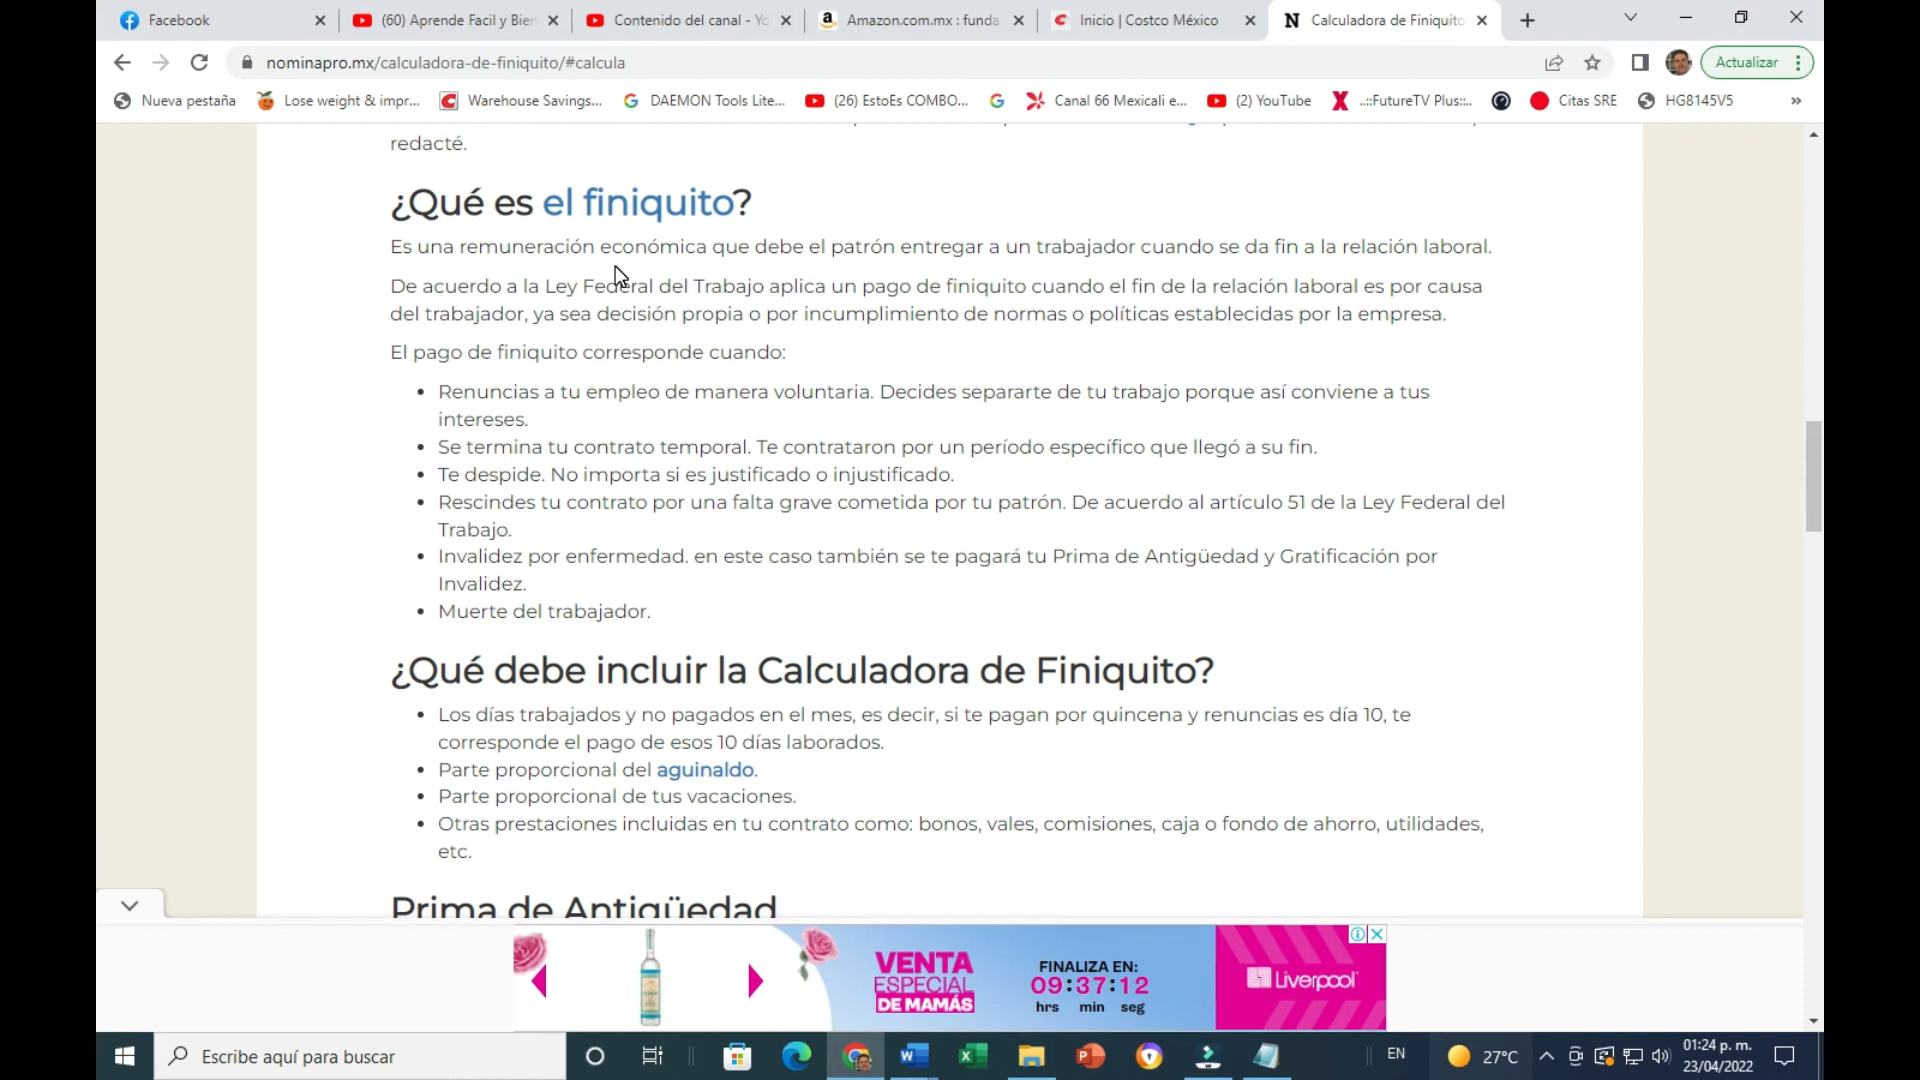 Facebook
(60) Aprende Facil y Bien
Contenido del canal - Yo
Amazon.com.mx : funda
Inicio | Costco México
Calculadora de Finiquito
nominapro.mx/calculadora-de-finiquito/#calcula
Actualizar
Nueva pestaña
Lose weight & impr...
Warehouse Savings...
DAEMON Tools Lite...
(26) EstoEs COMBO...
Canal 66 Mexicali e...
(2) YouTube
..::FutureTV Plus::..
Citas SRE
HG8145V5
»
redacté.
¿Qué es el finiquito?
Es una remuneración económica que debe el patrón entregar a un trabajador cuando se da fin a la relación laboral.
De acuerdo a la Ley Federal del Trabajo aplica un pago de finiquito cuando el fin de la relación laboral es por causa
del trabajador, ya sea decisión propia o por incumplimiento de normas o políticas establecidas por la empresa.
El pago de finiquito corresponde cuando:
• Renuncias a tu empleo de manera voluntaria. Decides separarte de tu trabajo porque así conviene a tus
intereses.
• Se termina tu contrato temporal. Te contrataron por un período específico que llegó a su fin.
• Te despide. No importa si es justificado o injustificado.
• Rescindes tu contrato por una falta grave cometida por tu patrón. De acuerdo al artículo 51 de la Ley Federal del
Trabajo.
• Invalidez por enfermedad. en este caso también se te pagará tu Prima de Antigüedad y Gratificación por
Invalidez.
• Muerte del trabajador.
¿Qué debe incluir la Calculadora de Finiquito?
• Los días trabajados y no pagados en el mes, es decir, si te pagan por quincena y renuncias es día 10, te
corresponde el pago de esos 10 días laborados.
• Parte proporcional del aguinaldo.
• Parte proporcional de tus vacaciones.
• Otras prestaciones incluidas en tu contrato como: bonos, vales, comisiones, caja o fondo de ahorro, utilidades,
etc.
Prima de Antigüedad
VENTA
ESPECIAL
DE MAMÁS
FINALIZA EN:
09:37:12
hrs min seg
Liverpool
Escribe aquí para buscar
EN
27°C
01:24 p. m.
23/04/2022